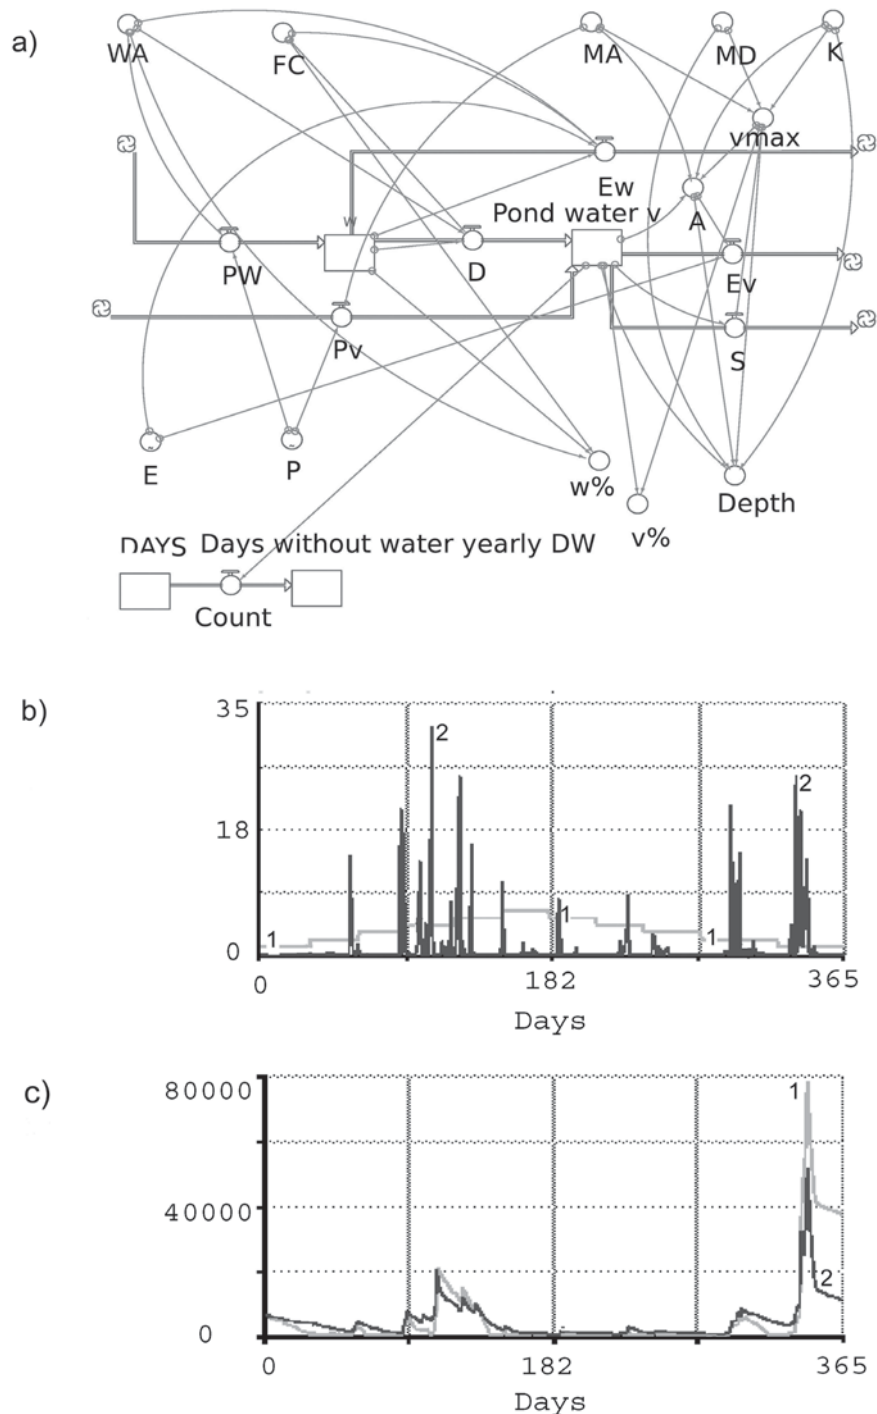 a)
WA FC MA MD K
vmax
Ew
W Pond water v A
PW D Ev
Pv S
E P w% Depth
v%
DAYS Days without water yearly DW
Count
b)
35
18
0
2
2
1
1
1
0 182 365
Days
c)
80000
40000
0
1
2
0 182 365
Days